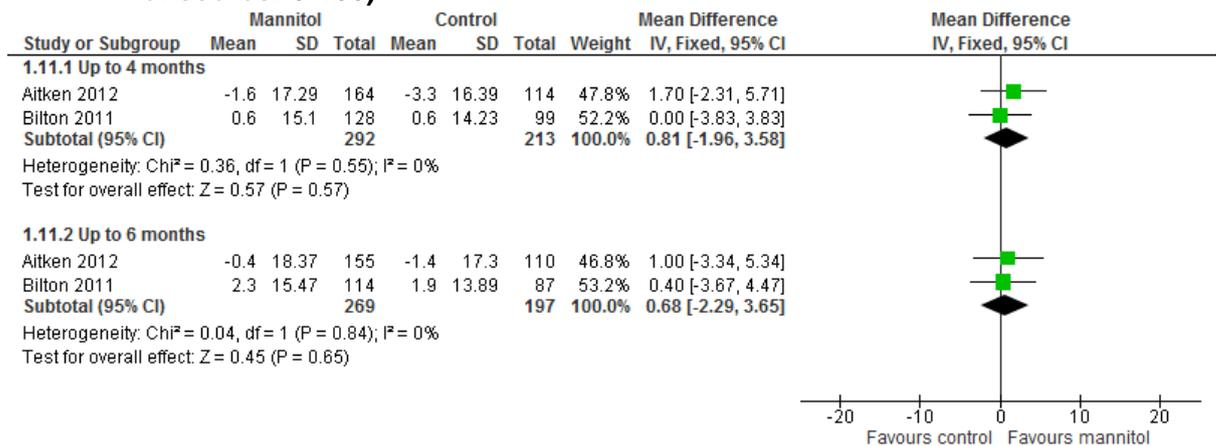 Mannitol Control Mean Difference Mean Difference
Study or Subgroup Mean SD Total Mean SD Total Weight IV, Fixed, 95% CI IV, Fixed, 95% CI
1.11.1 Up to 4 months
Aitken 2012 -1.6 17.29 164 -3.3 16.39 114 47.8% 1.70 [-2.31, 5.71]
Bilton 2011 0.6 15.1 128 0.6 14.23 99 52.2% 0.00 [-3.83, 3.83]
Subtotal (95% CI) 292 213 100.0% 0.81 [-1.96, 3.58]
Heterogeneity: Chi² = 0.36, df = 1 (P = 0.55); I² = 0%
Test for overall effect: Z = 0.57 (P = 0.57)
1.11.2 Up to 6 months
Aitken 2012 -0.4 18.37 155 -1.4 17.3 110 46.8% 1.00 [-3.34, 5.34]
Bilton 2011 2.3 15.47 114 1.9 13.89 87 53.2% 0.40 [-3.67, 4.47]
Subtotal (95% CI) 269 197 100.0% 0.68 [-2.29, 3.65]
Heterogeneity: Chi² = 0.04, df = 1 (P = 0.84); I² = 0%
Test for overall effect: Z = 0.45 (P = 0.65)
-20 -10 0 10 20
Favours control Favours mannitol